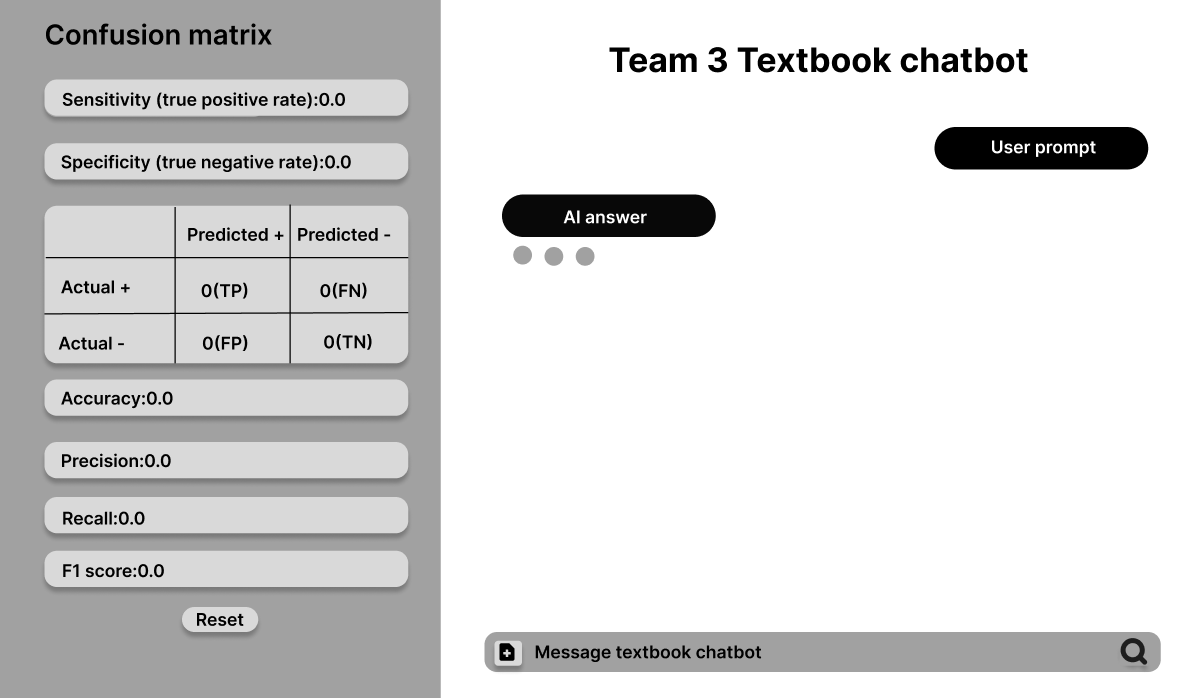 Confusion matrix
Sensitivity (true positive rate):0.0
Specificity (true negative rate):0.0
Predicted + Predicted -
Actual + 0(TP) 0(FN)
Actual - 0(FP) 0(TN)
Accuracy:0.0
Precision:0.0
Recall:0.0
F1 score:0.0
Reset
Team 3 Textbook chatbot
User prompt
AI answer
Message textbook chatbot